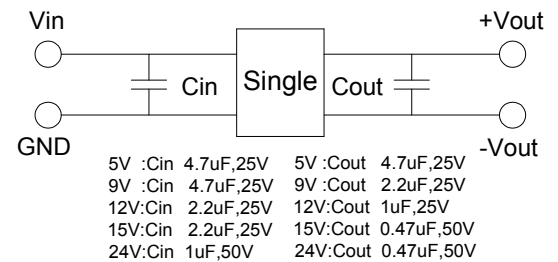 Vin +Vout
Cin Single Cout
GND -Vout
5V :Cin 4.7uF,25V 5V :Cout 4.7uF,25V
9V :Cin 4.7uF,25V 9V :Cout 2.2uF,25V
12V:Cin 2.2uF,25V 12V:Cout 1uF,25V
15V:Cin 2.2uF,25V 15V:Cout 0.47uF,50V
24V:Cin 1uF,50V 24V:Cout 0.47uF,50V